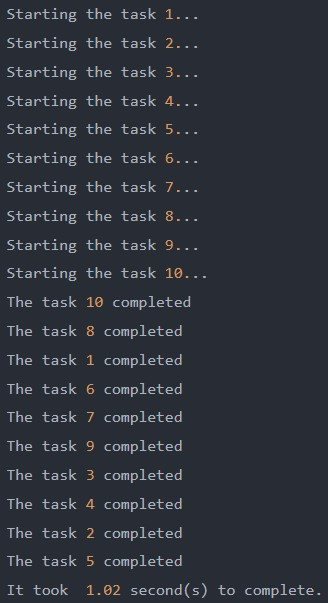 Starting the task 1...
Starting the task 2...
Starting the task 3...
Starting the task 4...
Starting the task 5...
Starting the task 6...
Starting the task 7...
Starting the task 8...
Starting the task 9...
Starting the task 10...
The task 10 completed
The task 8 completed
The task 1 completed
The task 6 completed
The task 7 completed
The task 9 completed
The task 3 completed
The task 4 completed
The task 2 completed
The task 5 completed
It took  1.02 second(s) to complete.